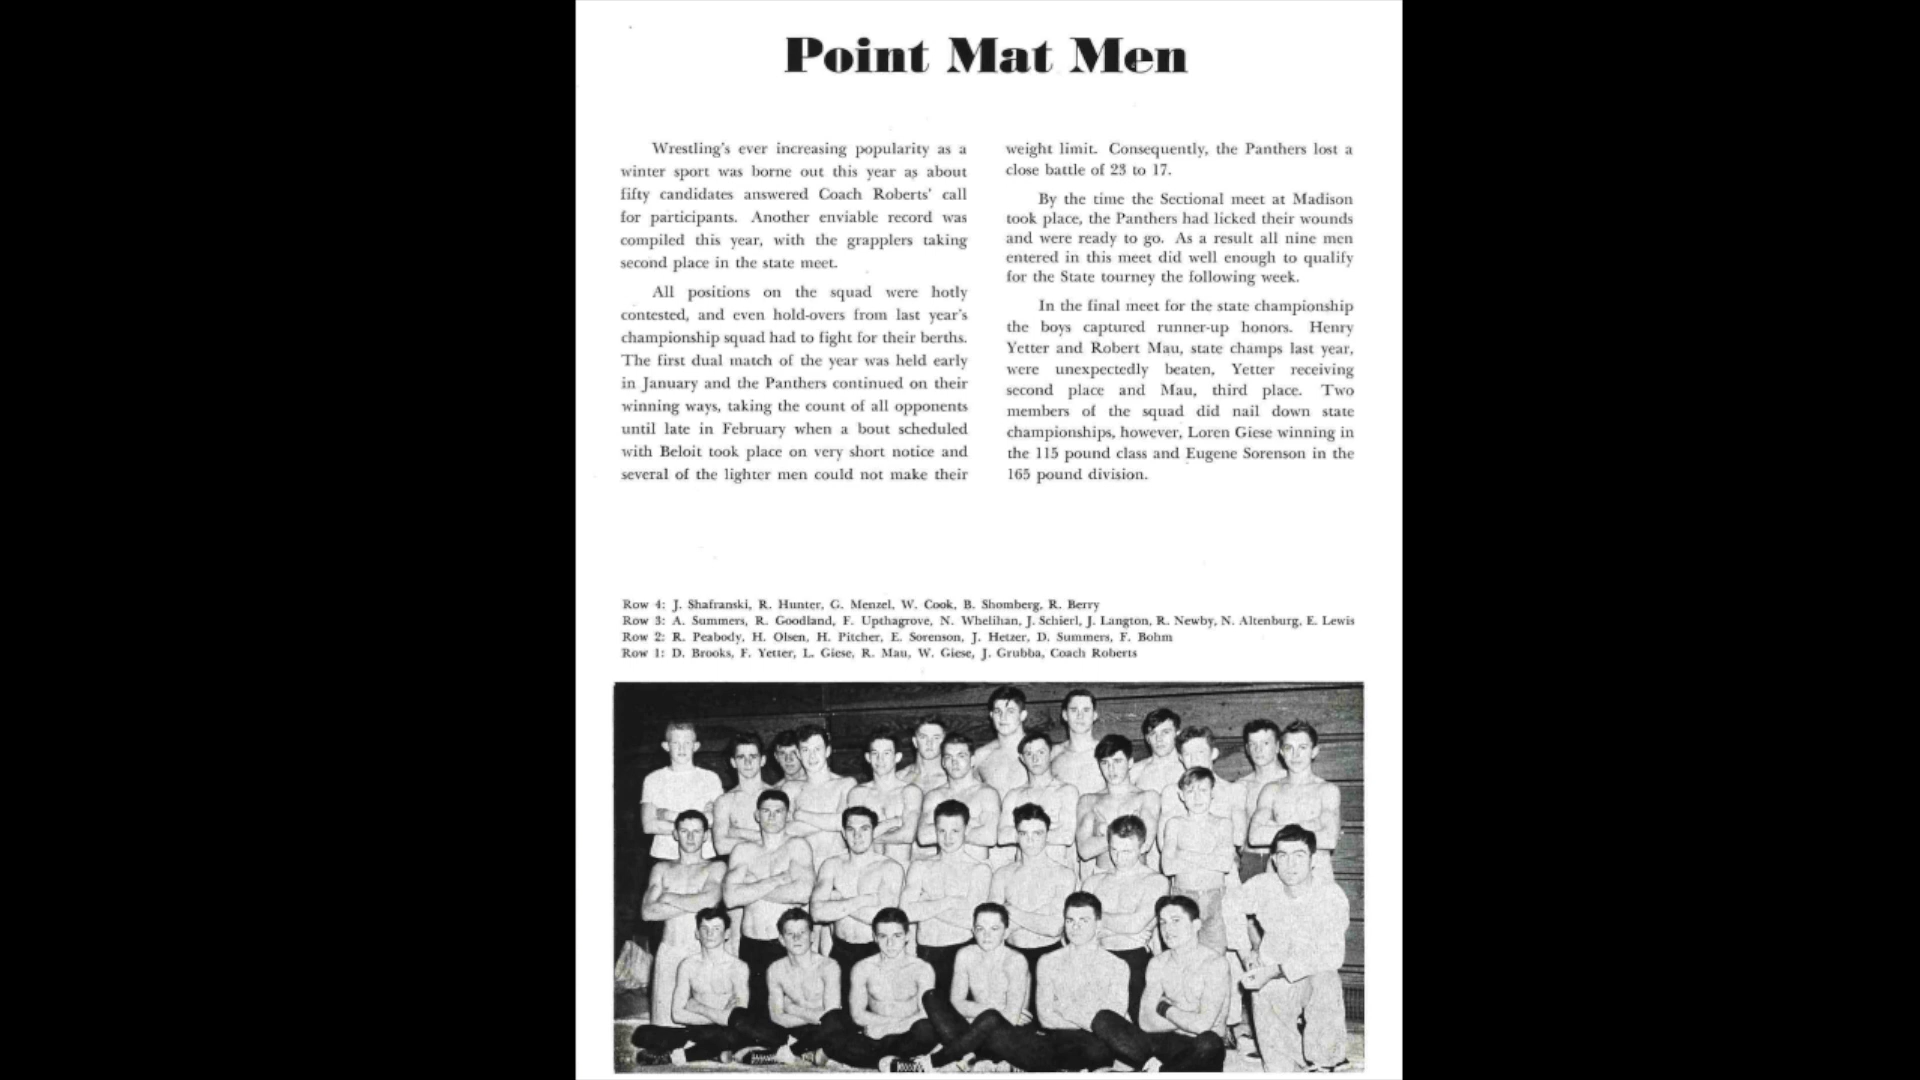 Point Mat Men
Wrestling's ever increasing popularity as a
winter sport was borne out this year as about
fifty candidates answered Coach Roberts' call
for participants. Another enviable record was
compiled this year, with the grapplers taking
second place in the state meet.
All positions on the squad were hotly
contested, and even hold-overs from last year's
championship squad had to fight for their berths.
The first dual match of the year was held early
in January and the Panthers continued on their
winning ways, taking the count of all opponents
until late in February when a bout scheduled
with Beloit took place on very short notice and
several of the lighter men could not make their
weight limit. Consequently, the Panthers lost a
close battle of 23 to 17.
By the time the Sectional meet at Madison
took place, the Panthers had licked their wounds
and were ready to go. As a result all nine men
entered in this meet did well enough to qualify
for the State tourney the following week.
In the final meet for the state championship
the boys captured runner-up honors. Henry
Yetter and Robert Mau, state champs last year,
were unexpectedly beaten, Yetter receiving
second place and Mau, third place. Two
members of the squad did nail down state
championships, however, Loren Giese winning in
the 115 pound class and Eugene Sorenson in the
165 pound division.
Row 4: J. Shafranski, R. Hunter, G. Menzel, W. Cook, B. Shomberg, R. Berry
Row 3: A. Summers, R. Goodland, F. Upthagrove, N. Whelihan, J. Schierl, J. Langton, R. Newby, N. Altenburg, E. Lewis
Row 2: R. Peabody, H. Olsen, H. Pitcher, E. Sorenson, J. Hetzer, D. Summers, F. Bohm
Row 1: D. Brooks, F. Yetter, L. Giese, R. Mau, W. Giese, J. Grubba, Coach Roberts